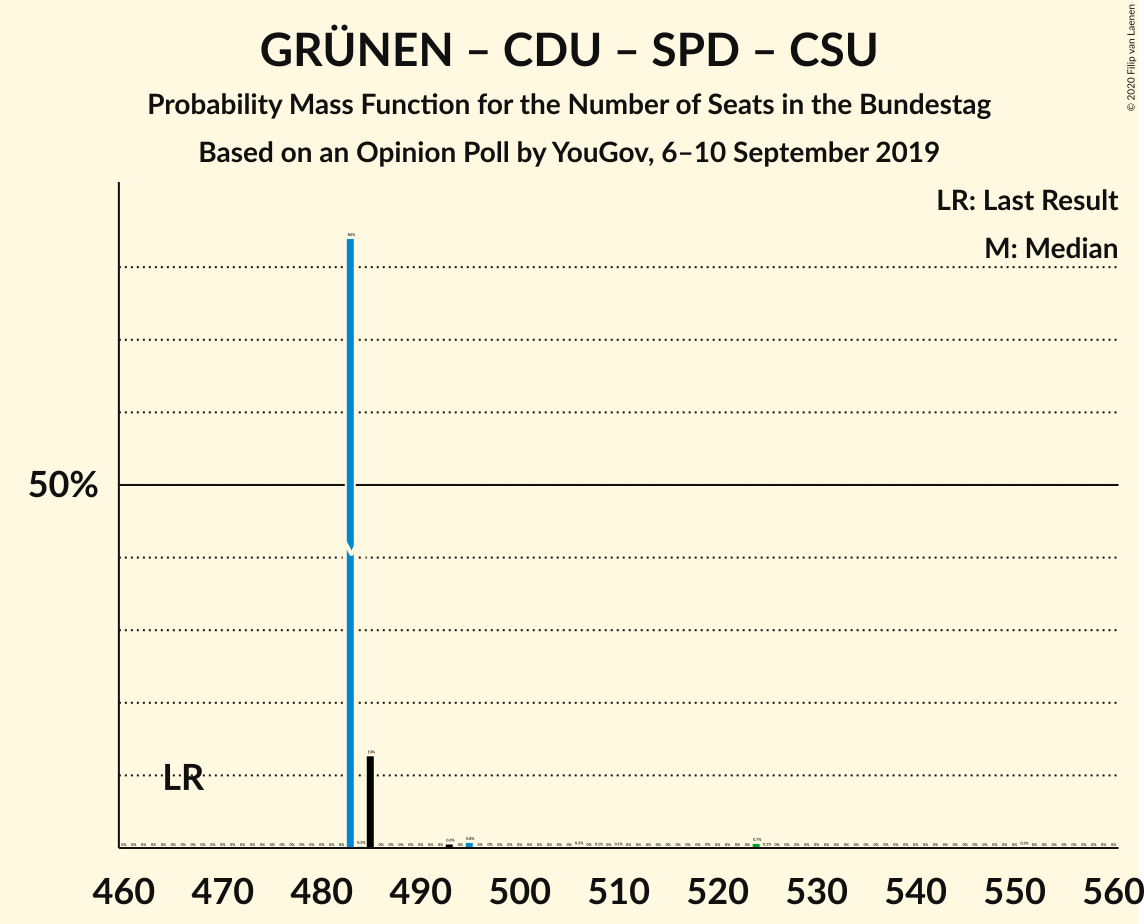 GRÜNEN – CDU – SPD – CSU
Probability Mass Function for the Number of Seats in the Bundestag
Based on an Opinion Poll by YouGov, 6–10 September 2019
© 2020 Filip van Laenen
LR: Last Result
M: Median
50%
LR
460 470 480 490 500 510 520 530 540 550 560